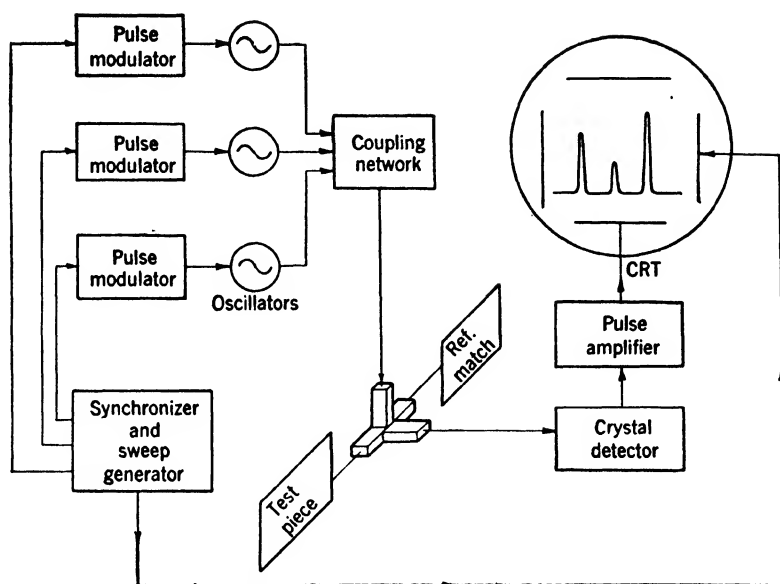 Pulse
modulator
Pulse
modulator
Coupling
network
Pulse
modulator
Oscillators
CRT
Pulse
amplifier
Ref.
match
Synchronizer
and
sweep
generator
Crystal
detector
Test
piece